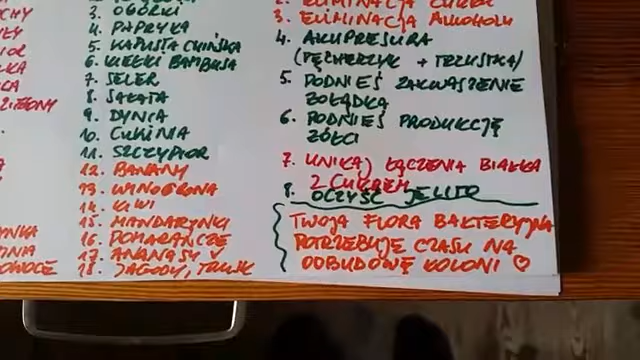 3. OGÓRKI
4. PAPRYKA
5. KAPUSTA CHIŃSKA
6. KIEŁKI BAMBUSA
7. SELER
8. SAŁATA
9. DYNIA
10. CUKINIA
11. SZCZYPIOR
12. BANANY
13. WINOGRONA
14. KIWI
15. MANDARYNKI
16. POMARAŃCZE
17. ANANASY
18. JAGODY, TRUSK
2. ELIMINACJA CUKRU
3. ELIMINACJA ALKOHOLU
4. AKUPRESURA
(PĘCHERZYK + TRZUSTKA)
5. PODNIEŚ ZAKWASZENIE
ŻOŁĄDKA
6. PODNIEŚ PRODUKCJĘ
ŻÓŁCI
7. UNIKAJ ŁĄCZENIA BIAŁKA
Z CUKREM
8. OCZYŚĆ JELITO
TWOJA FLORA BAKTERYJNA
POTRZEBUJE CZASU NA
ODBUDOWĘ KOLONI ♡